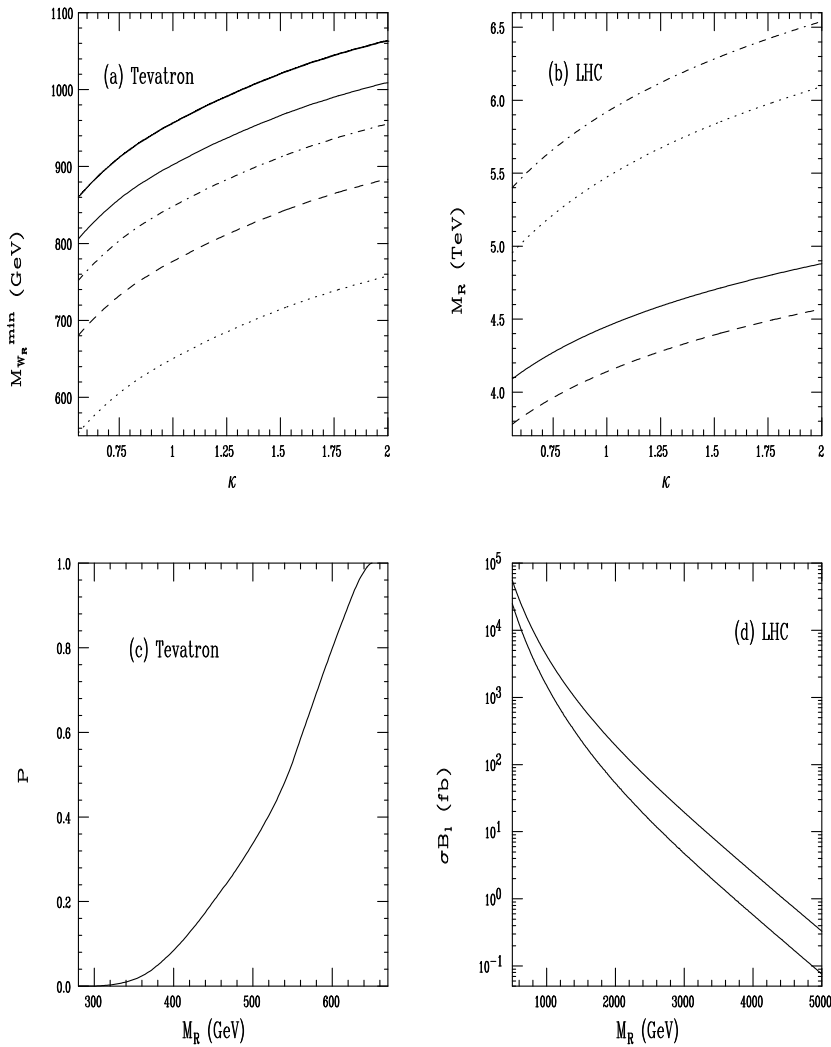 (a) Tevatron
M_{W_R}^{min} (GeV)
1100
1000
900
800
700
600
0.75 1 1.25 1.5 1.75 2
κ
(b) LHC
M_R (TeV)
6.5
6.0
5.5
5.0
4.5
4.0
0.75 1 1.25 1.5 1.75 2
κ
(c) Tevatron
P
1.0
0.8
0.6
0.4
0.2
0.0
300 400 500 600
M_R (GeV)
(d) LHC
σB_l (fb)
10^5
10^4
10^3
10^2
10^1
10^0
10^{-1}
1000 2000 3000 4000 5000
M_R (GeV)